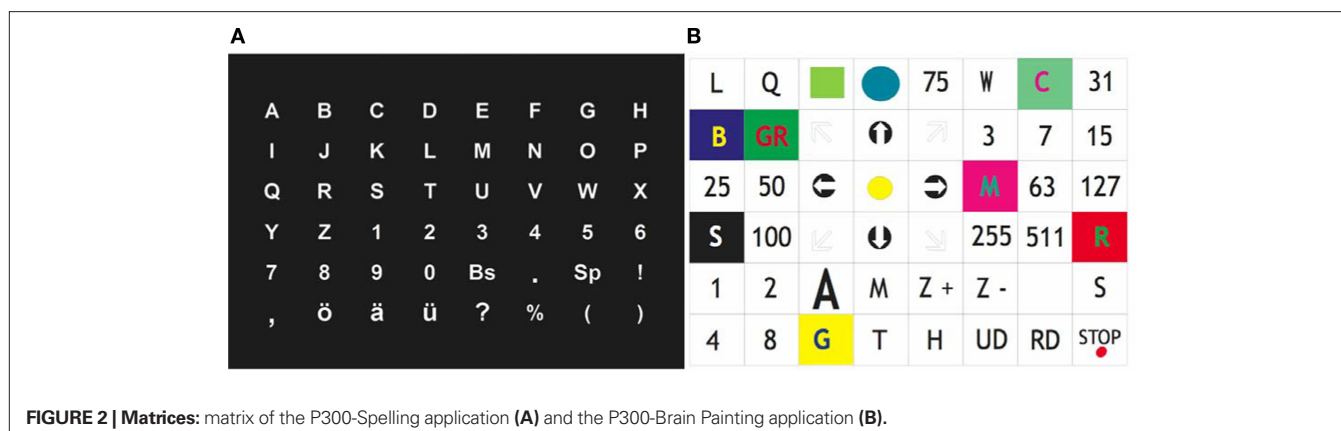 A
A B C D E F G H
I J K L M N O P
Q R S T U V W X
Y Z 1 2 3 4 5 6
7 8 9 0 Bs . Sp !
, ö ä ü ? % ( )
B
L Q 75 W C 31
B GR 3 7 15
25 50 M 63 127
S 100 255 511 R
1 2 A M Z + Z - S
4 8 G T H UD RD STOP
FIGURE 2 | Matrices: matrix of the P300-Spelling application (A) and the P300-Brain Painting application (B).